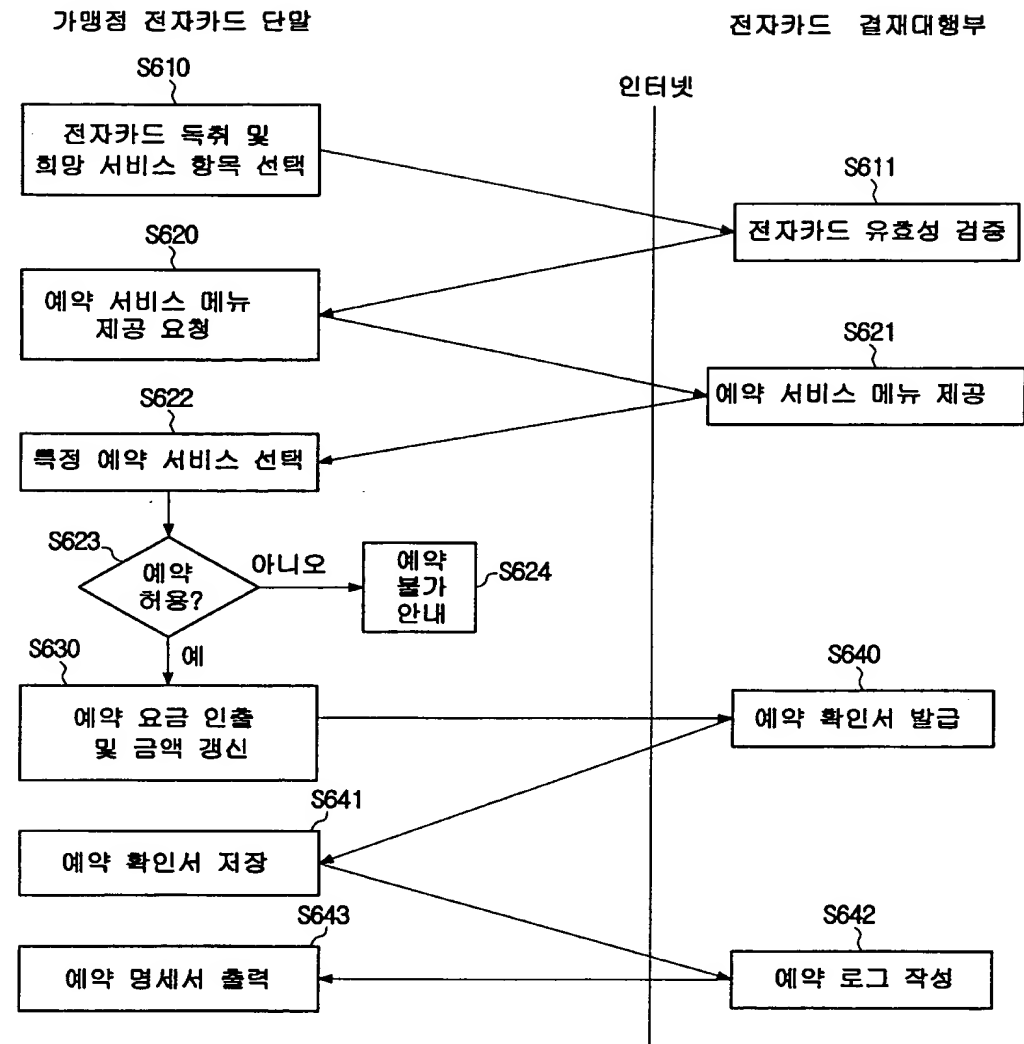 가맹점 전자카드 단말
전자카드 결재대행부
인터넷
S610
전자카드 독취 및
희망 서비스 항목 선택
S611
전자카드 유효성 검증
S620
예약 서비스 메뉴
제공 요청
S621
예약 서비스 메뉴 제공
S622
특정 예약 서비스 선택
S623
예약
허용?
아니오
예약
불가
안내
S624
예
S630
예약 요금 인출
및 금액 갱신
S640
예약 확인서 발급
S641
예약 확인서 저장
S643
예약 명세서 출력
S642
예약 로그 작성